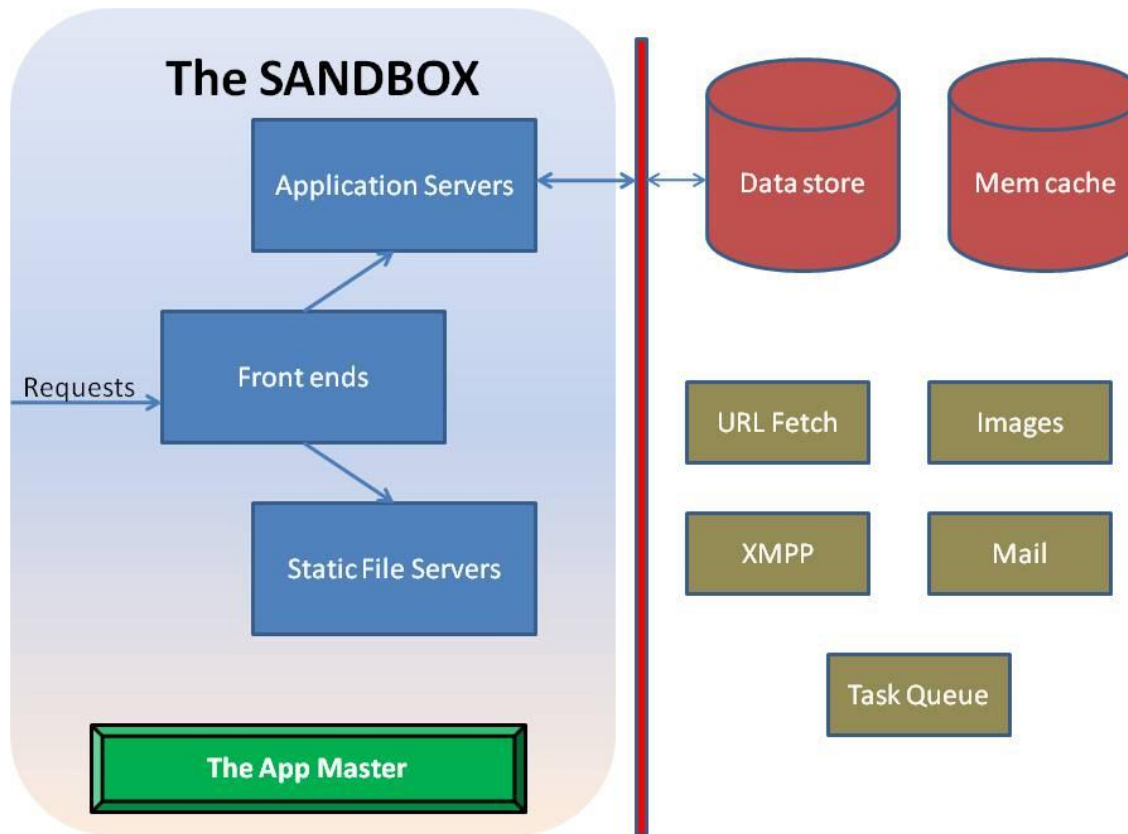 The SANDBOX
Application Servers
Data store
Mem cache
Requests
Front ends
URL Fetch
Images
Static File Servers
XMPP
Mail
Task Queue
The App Master